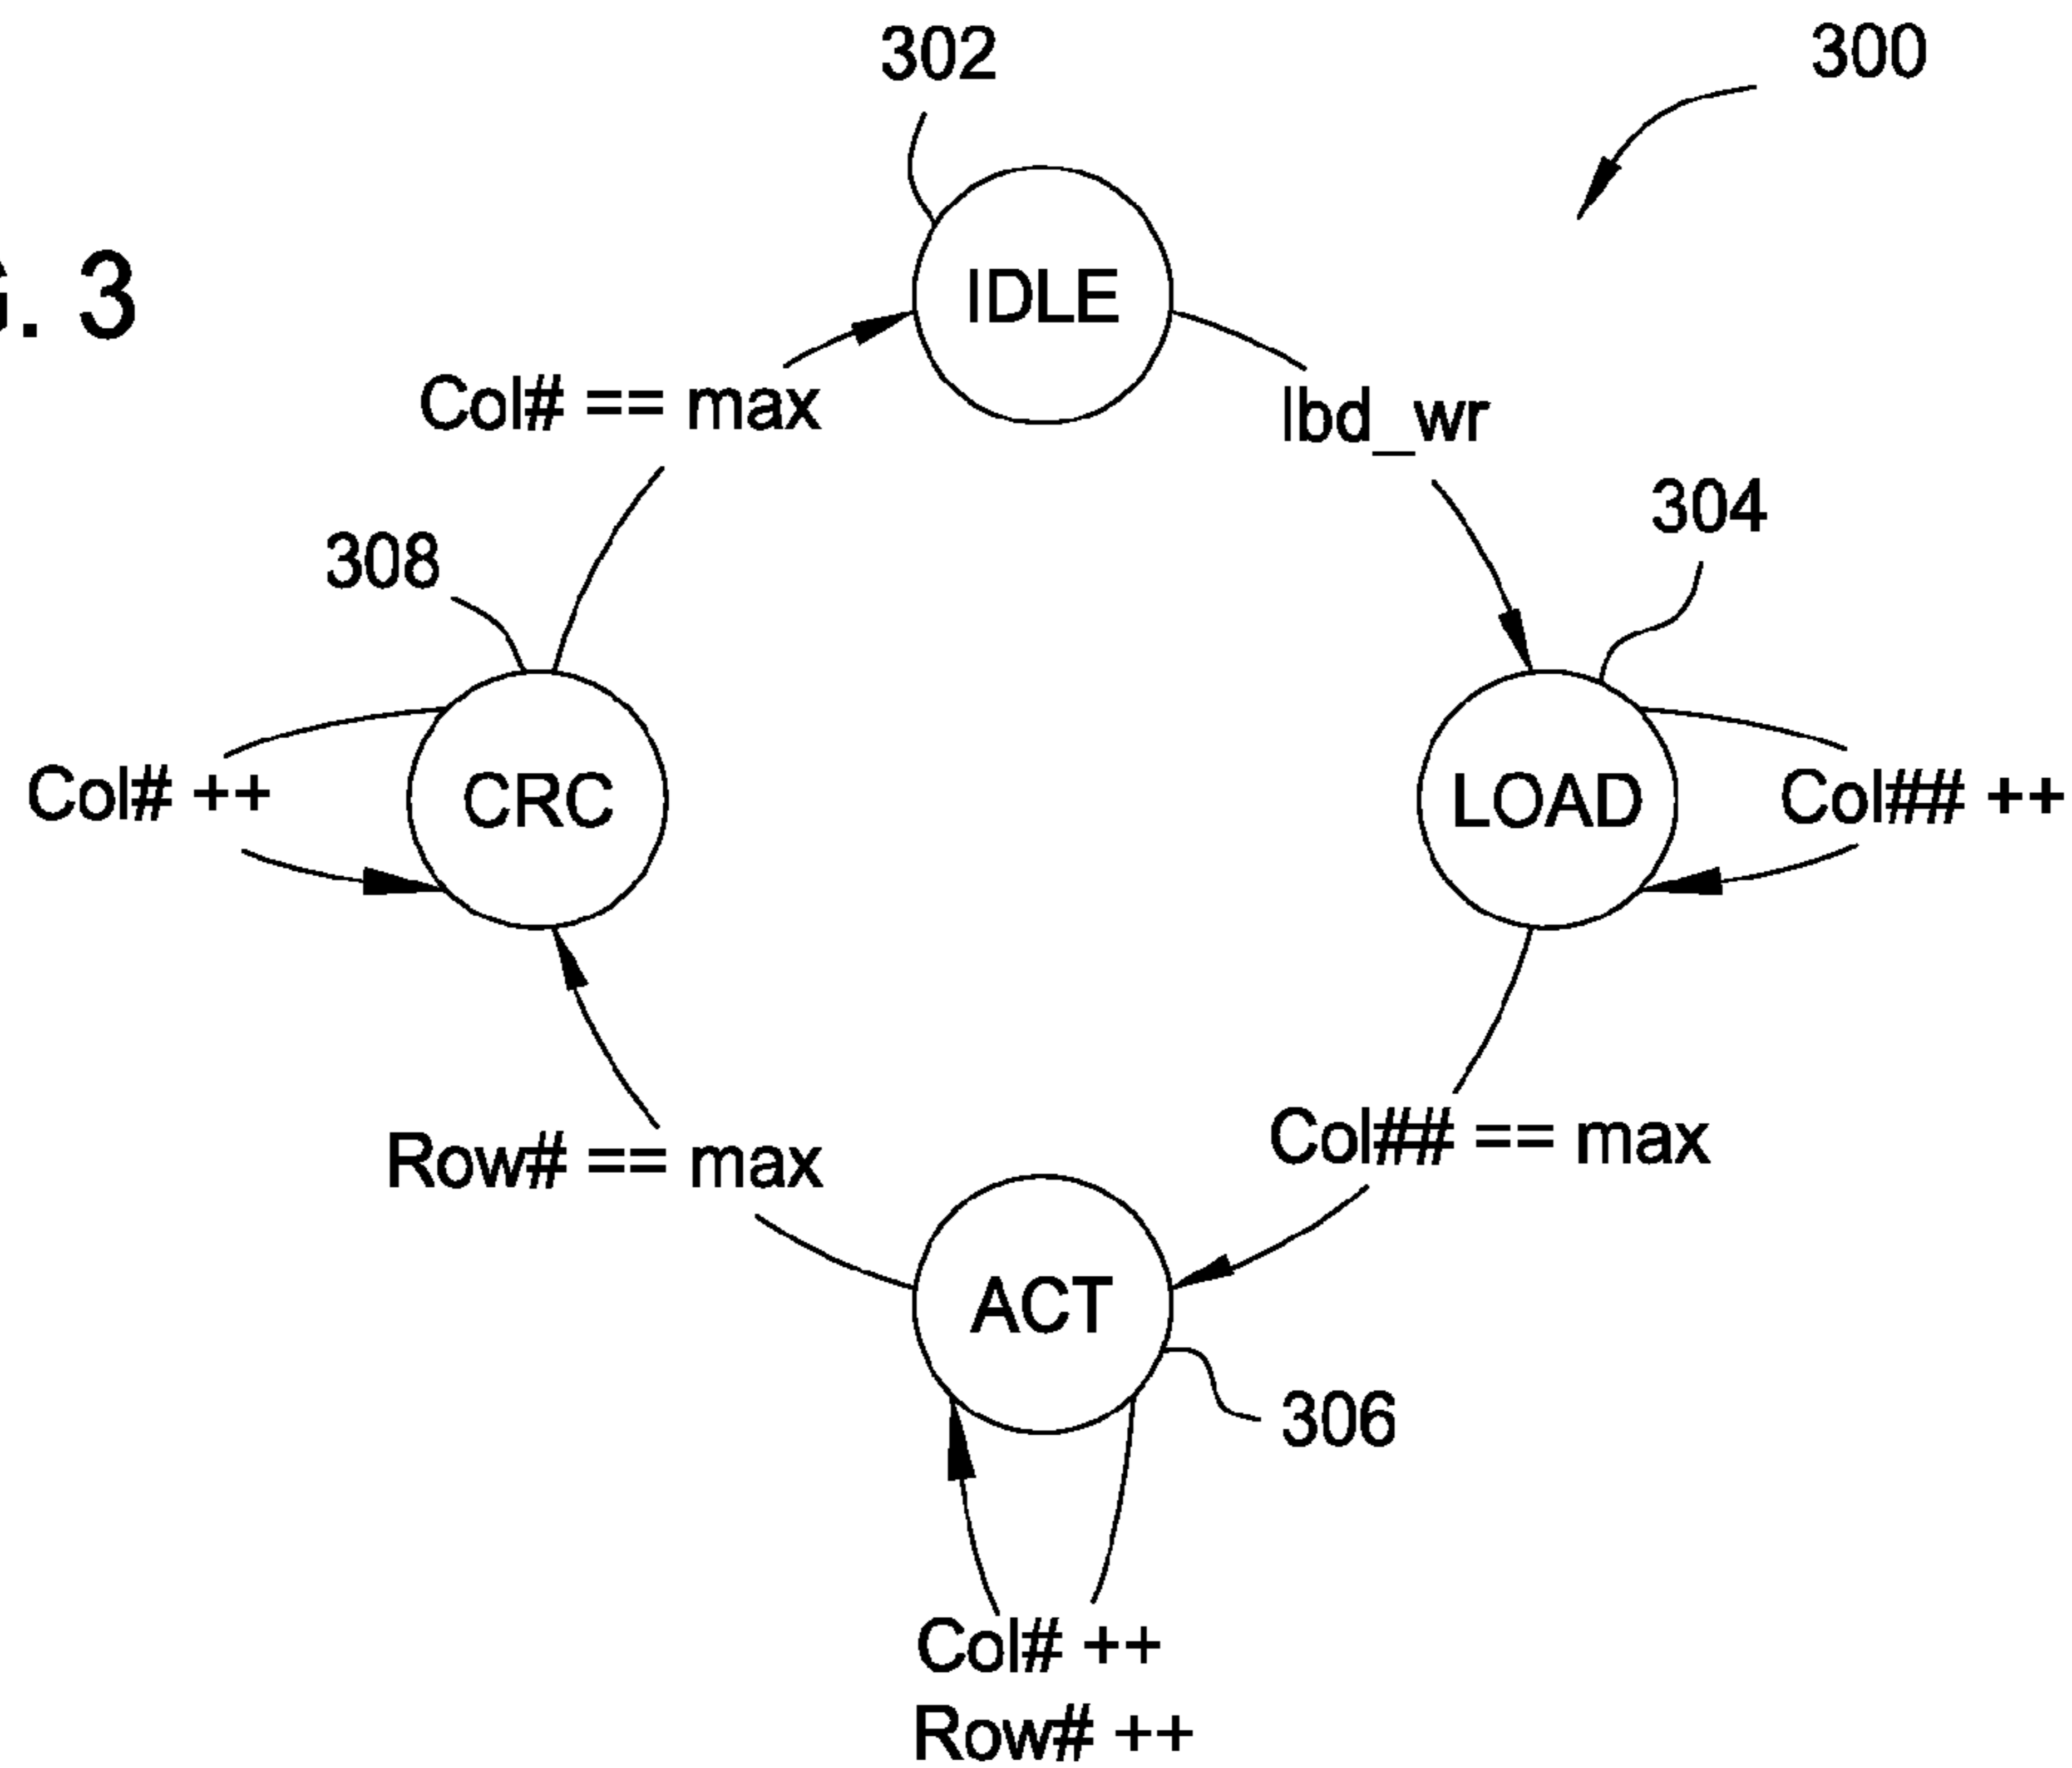 302
300
IDLE
G. 3
Col# == max
lbd_wr
304
308
CRC
Col# ++
LOAD
Col## ++
Row# == max
Col## == max
ACT
306
Col# ++
Row# ++